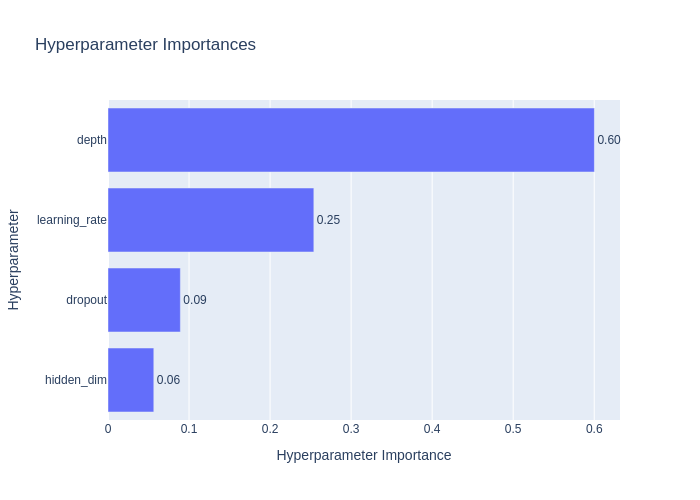 Hyperparameter Importances
depth
0.60
learning_rate
0.25
dropout
0.09
hidden_dim
0.06
Hyperparameter
0
0.1
0.2
0.3
0.4
0.5
0.6
Hyperparameter Importance